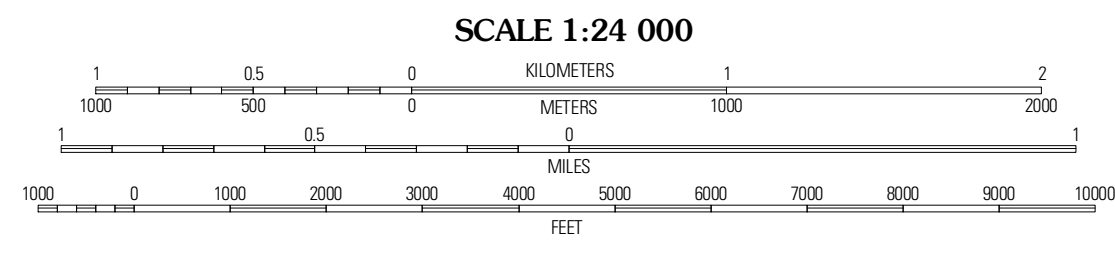 SCALE 1:24 000
1 0.5 0 KILOMETERS 1 2
1000 500 0 METERS 1000 2000
1 0.5 0 1
MILES
1000 0 1000 2000 3000 4000 5000 6000 7000 8000 9000 10000
FEET